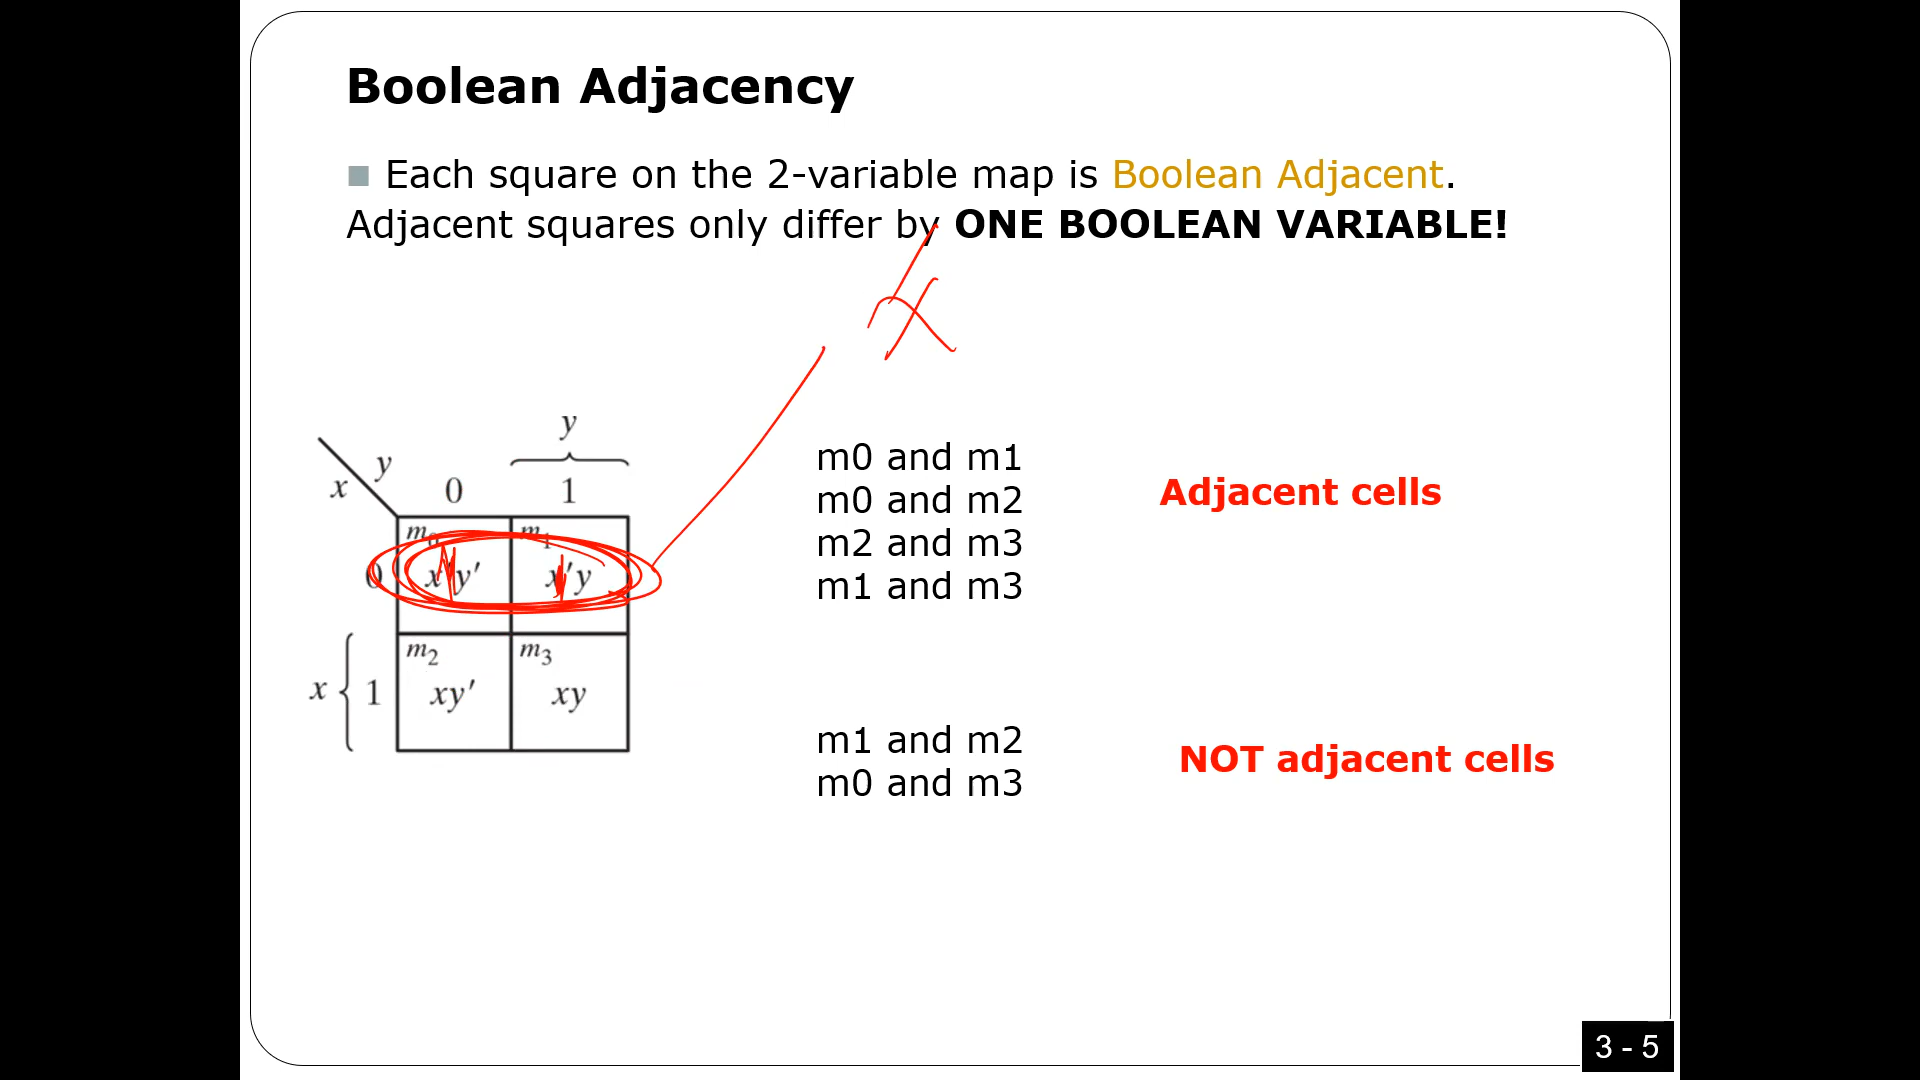 Boolean Adjacency
Each square on the 2-variable map is Boolean Adjacent.
Adjacent squares only differ by ONE BOOLEAN VARIABLE!
x'
y
y
x
0
1
m0 and m1
m0 and m2
m2 and m3
m1 and m3
Adjacent cells
m0
m1
0
x'y'
x'y
m2
m3
x
1
xy'
xy
m1 and m2
m0 and m3
NOT adjacent cells
3 - 5